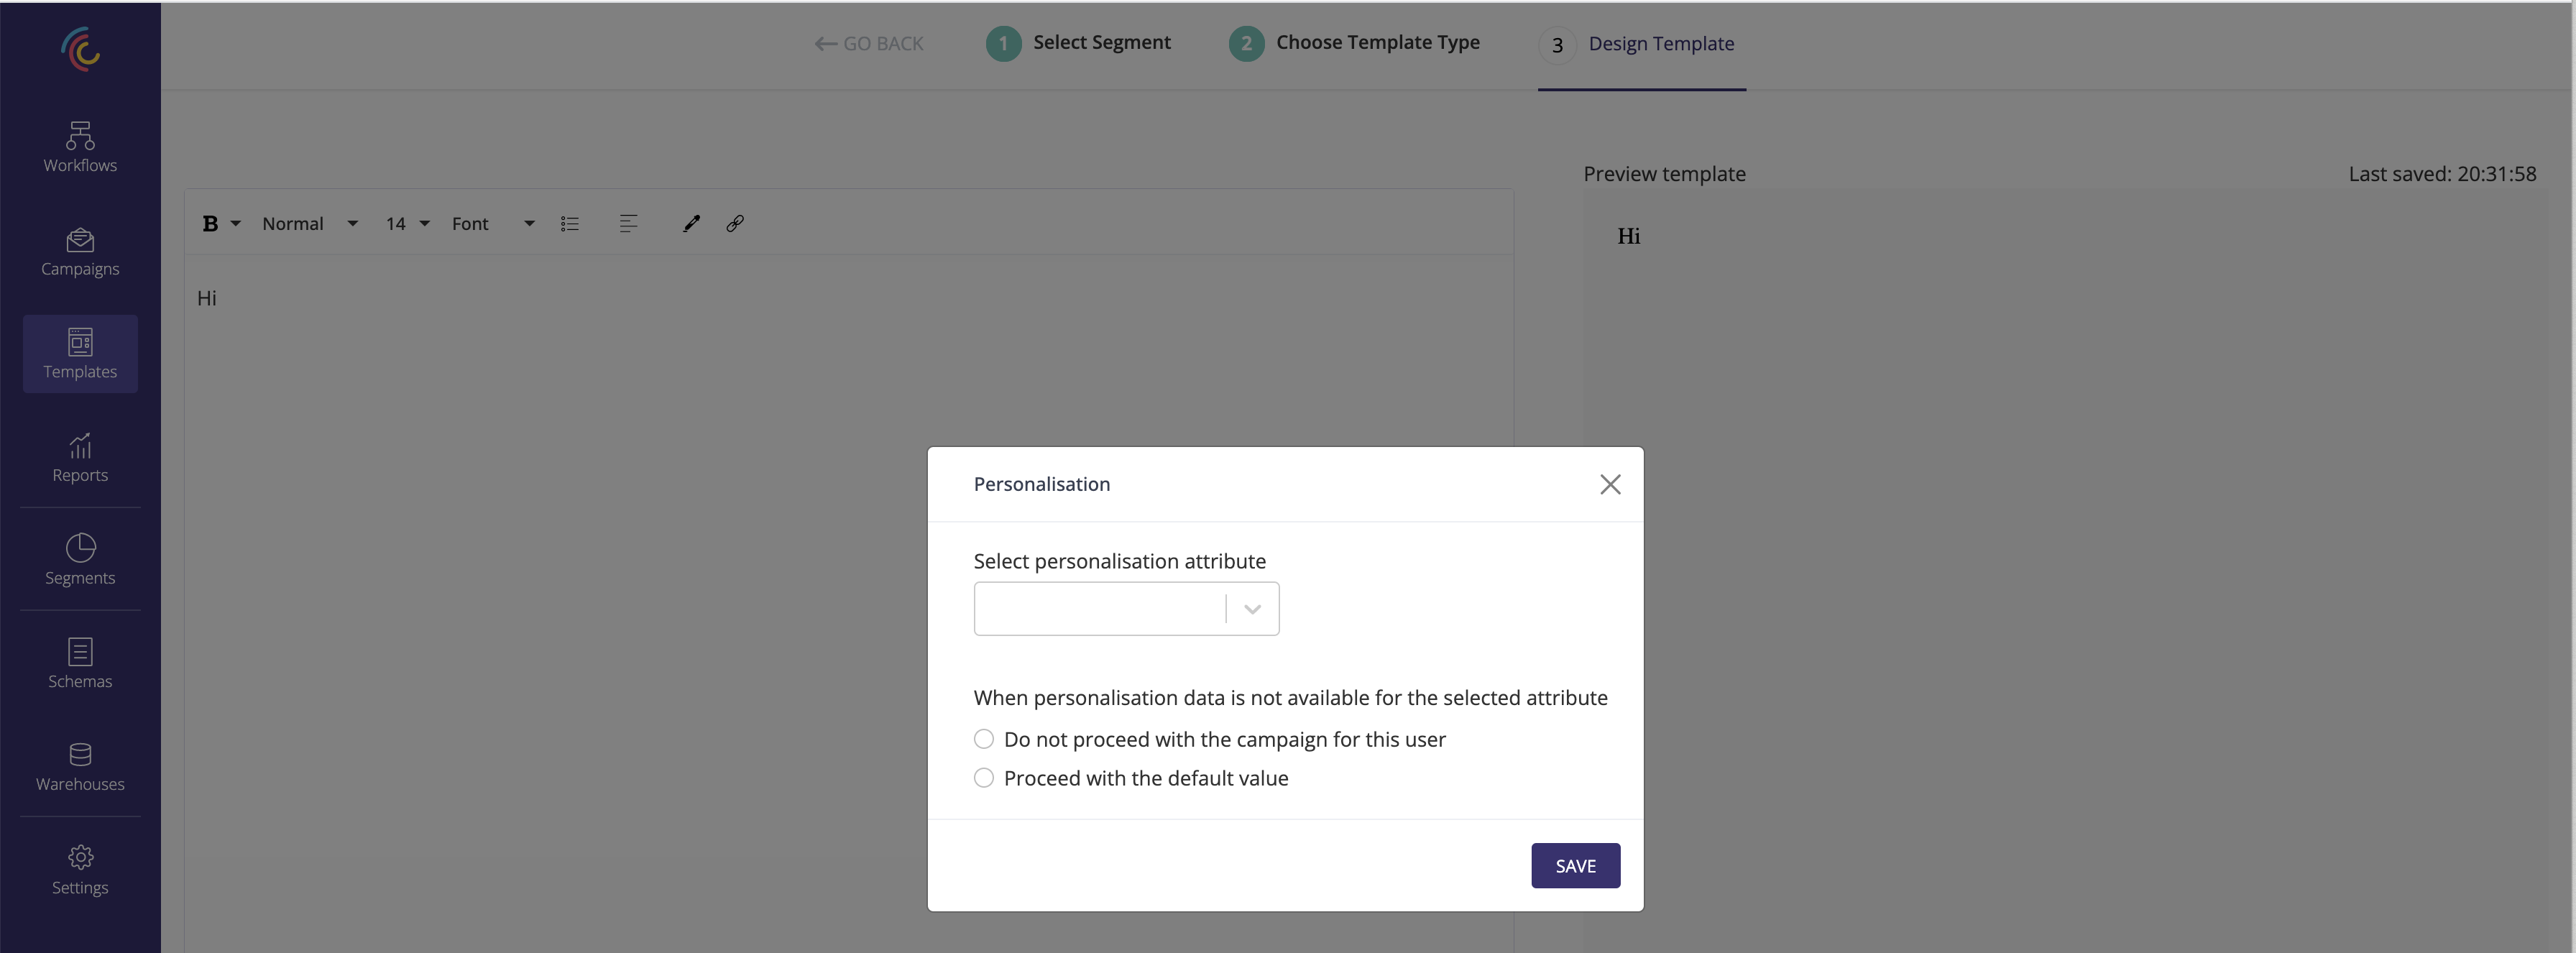 GO BACK
1 Select Segment
2 Choose Template Type
3 Design Template
Workflows
Campaigns
Templates
Reports
Segments
Schemas
Warehouses
Settings
B Normal 14 Font
Hi
Preview template
Last saved: 20:31:58
Hi
Personalisation
Select personalisation attribute
When personalisation data is not available for the selected attribute
Do not proceed with the campaign for this user
Proceed with the default value
SAVE